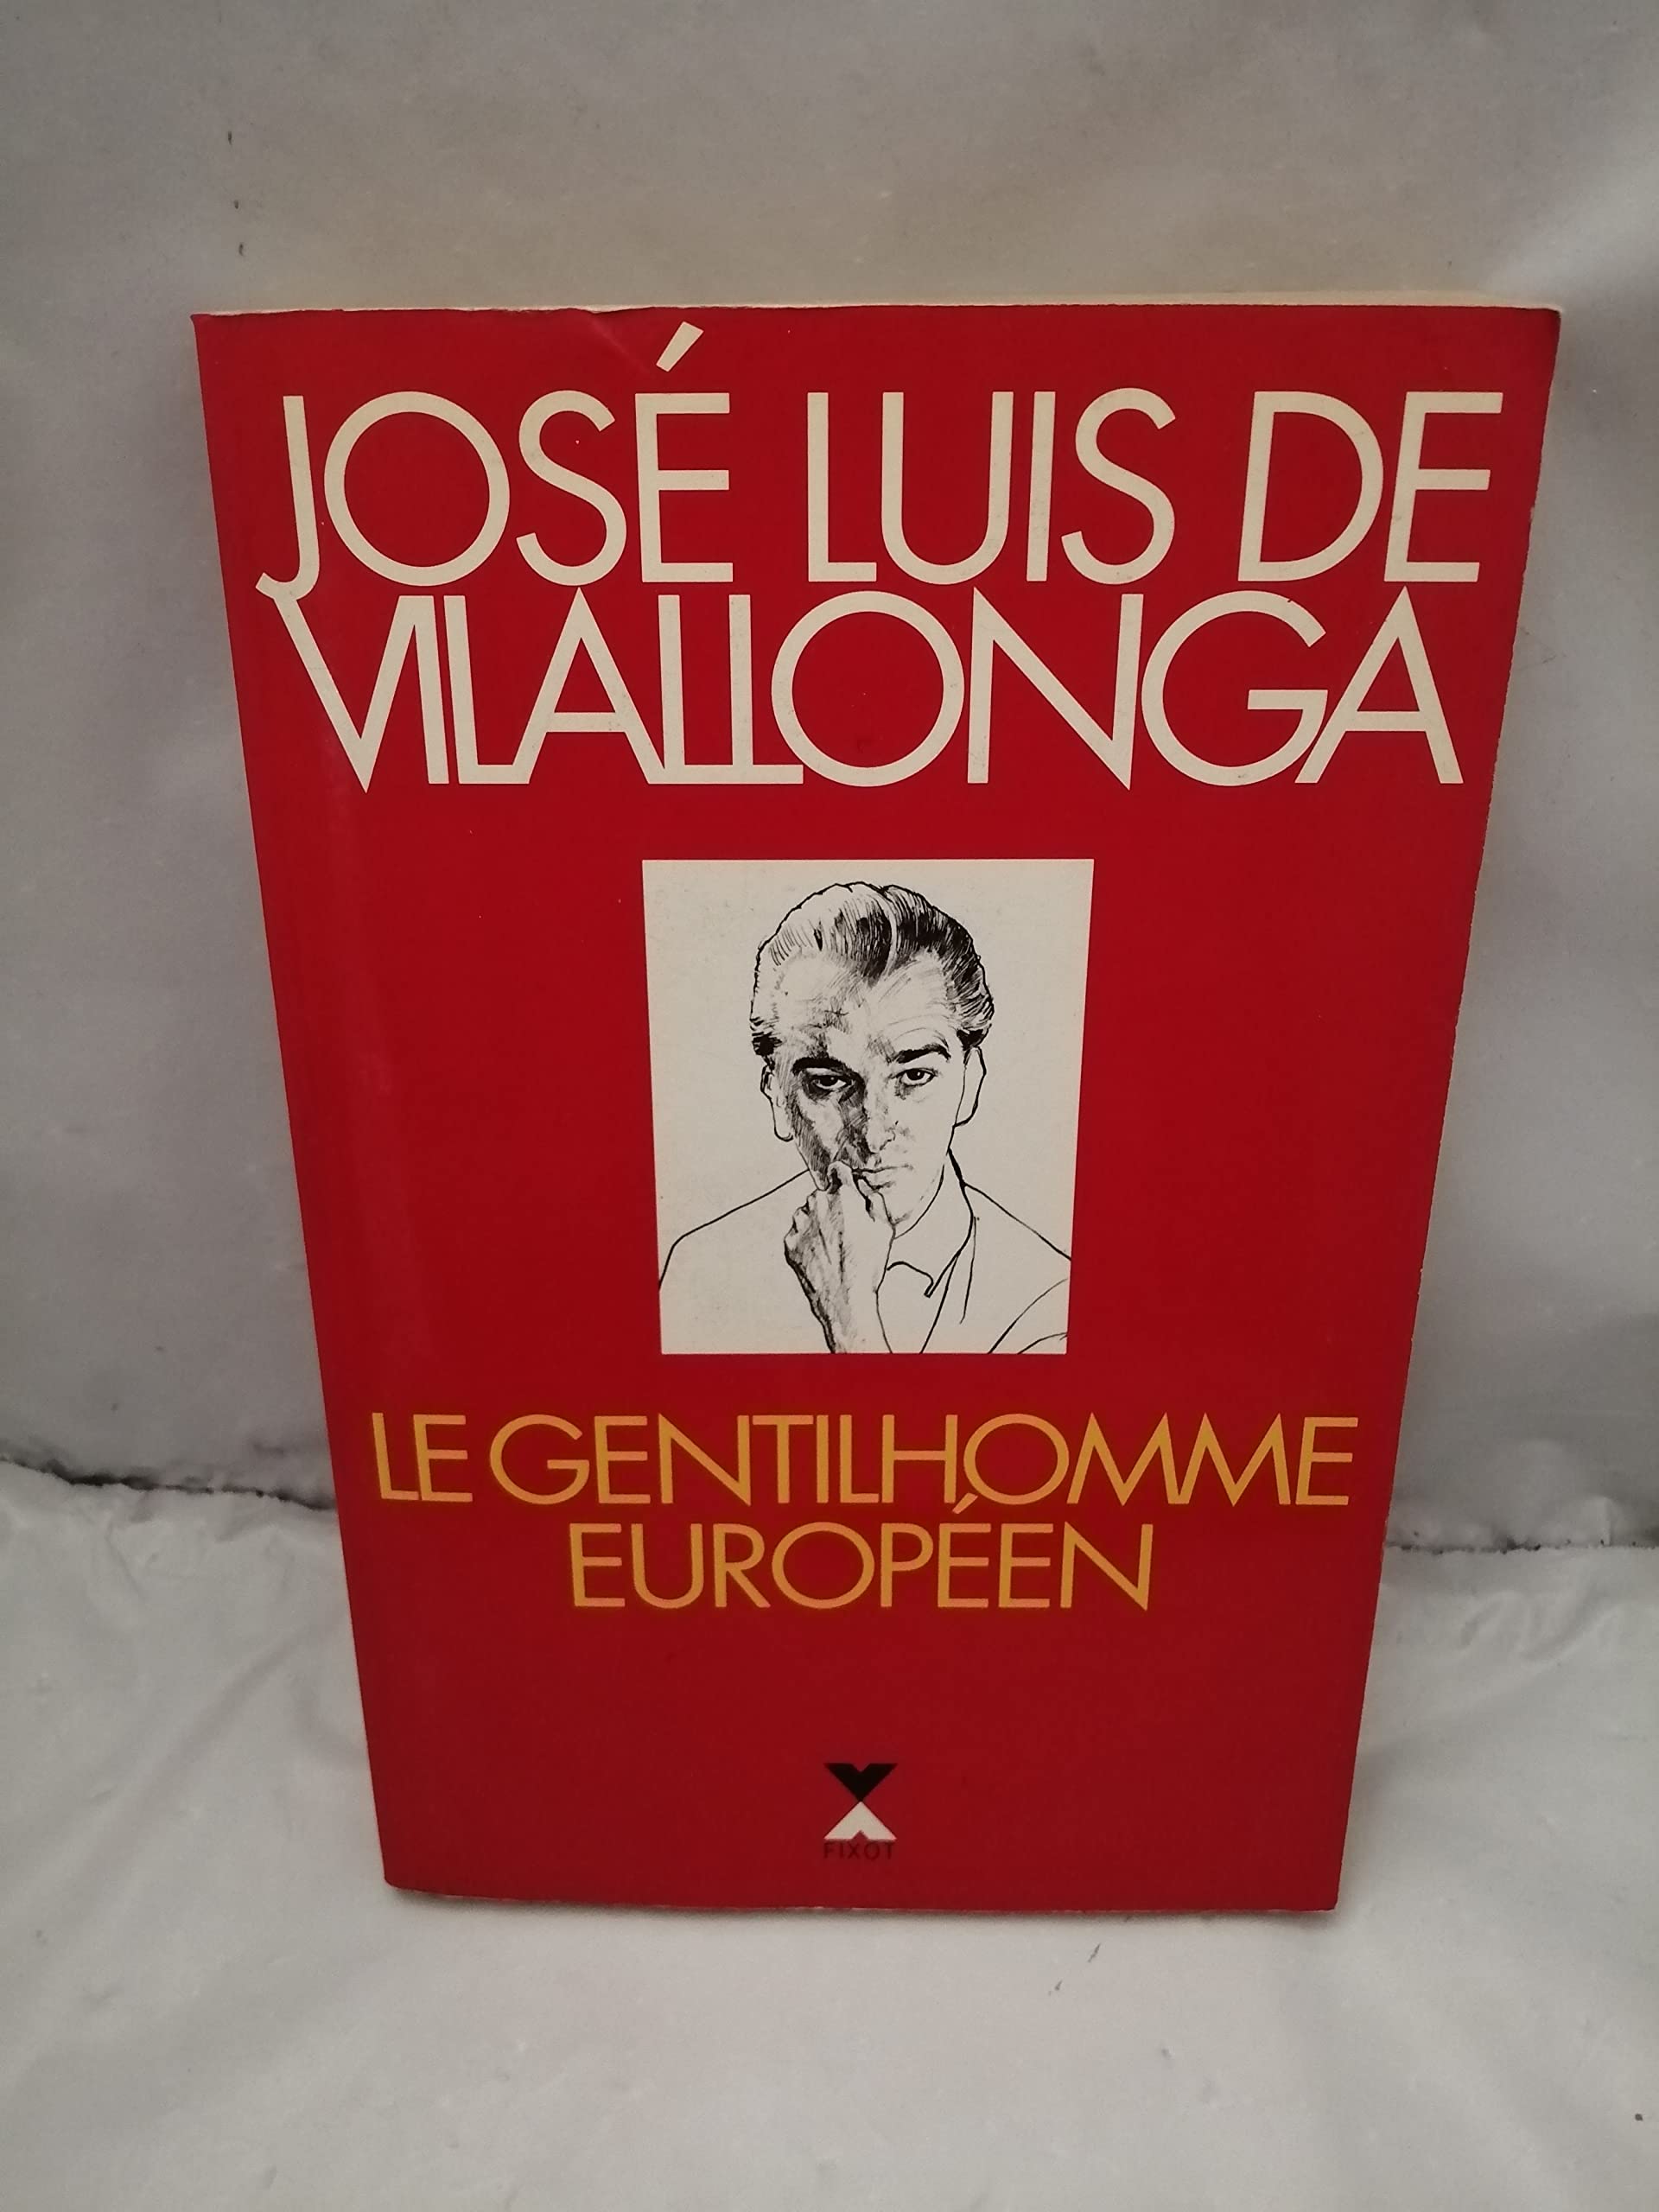 JOSÉ LUIS DE
VILALLONGA
LE GENTILHOMME
EUROPÉEN
FIXOT